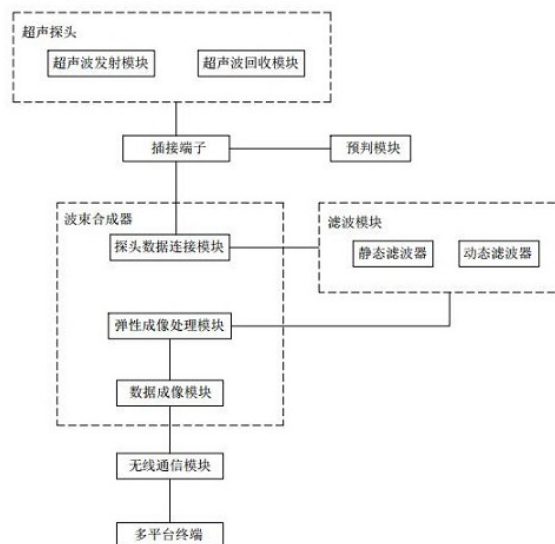 超声探头
超声波发射模块
超声波回收模块
插接端子
预判模块
波束合成器
滤波模块
探头数据连接模块
静态滤波器
动态滤波器
弹性成像处理模块
数据成像模块
无线通信模块
多平台终端